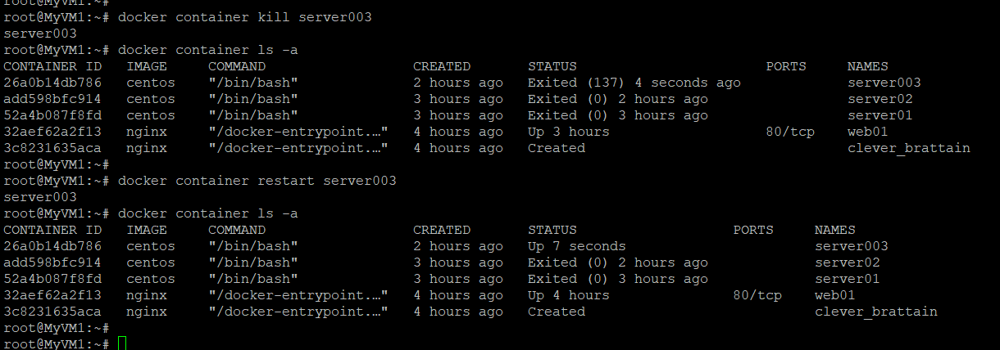 root@MyVM1:~#
root@MyVM1:~# docker container kill server003
server003
root@MyVM1:~# docker container ls -a
CONTAINER ID   IMAGE     COMMAND                  CREATED       STATUS                       PORTS     NAMES
26a0b14db786   centos    "/bin/bash"              2 hours ago   Exited (137) 4 seconds ago             server003
add598bfc914   centos    "/bin/bash"              3 hours ago   Exited (0) 2 hours ago                 server02
52a4b087f8fd   centos    "/bin/bash"              3 hours ago   Exited (0) 3 hours ago                 server01
32aef62a2f13   nginx     "/docker-entrypoint.…"   4 hours ago   Up 3 hours                   80/tcp    web01
3c8231635aca   nginx     "/docker-entrypoint.…"   4 hours ago   Created                                clever_brattain
root@MyVM1:~#
root@MyVM1:~# docker container restart server003
server003
root@MyVM1:~# docker container ls -a
CONTAINER ID   IMAGE     COMMAND                  CREATED       STATUS                   PORTS     NAMES
26a0b14db786   centos    "/bin/bash"              2 hours ago   Up 7 seconds                       server003
add598bfc914   centos    "/bin/bash"              3 hours ago   Exited (0) 2 hours ago             server02
52a4b087f8fd   centos    "/bin/bash"              3 hours ago   Exited (0) 3 hours ago             server01
32aef62a2f13   nginx     "/docker-entrypoint.…"   4 hours ago   Up 4 hours               80/tcp    web01
3c8231635aca   nginx     "/docker-entrypoint.…"   4 hours ago   Created                            clever_brattain
root@MyVM1:~#
root@MyVM1:~#